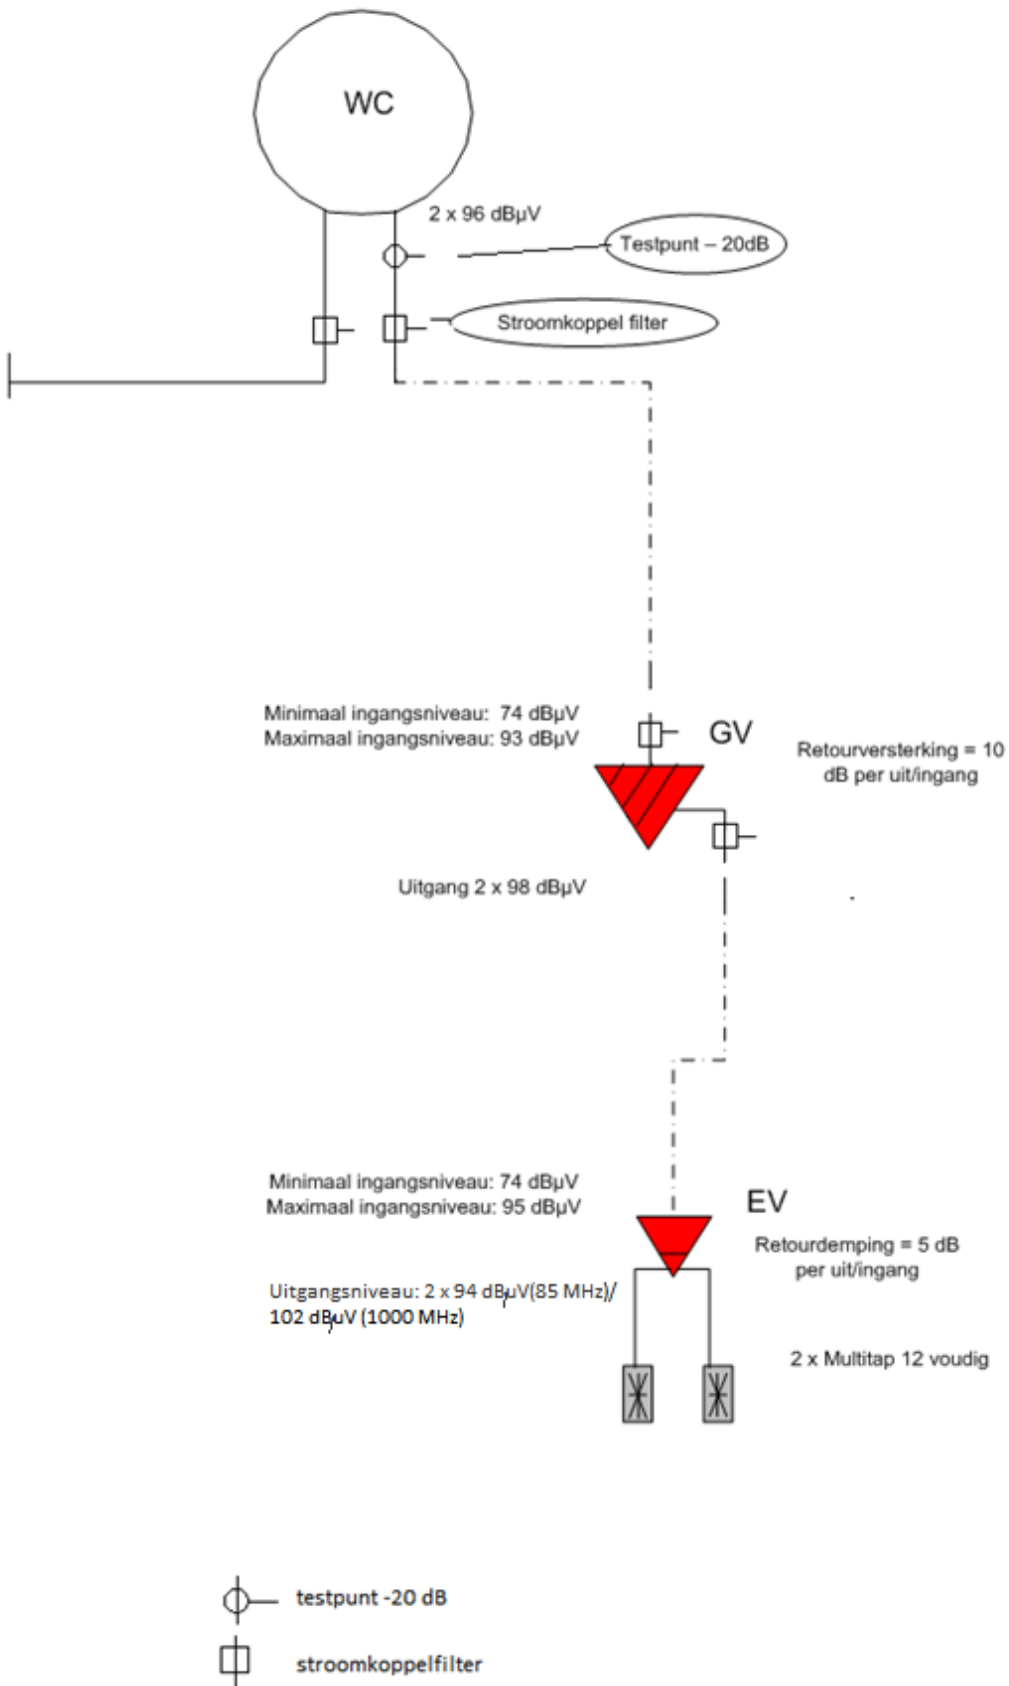 WC
2 x 96 dBµV
Testpunt – 20dB
Stroomkoppel filter
Minimaal ingangsniveau: 74 dBµV
Maximaal ingangsniveau: 93 dBµV
GV
Retourversterking = 10
dB per uit/ingang
Uitgang 2 x 98 dBµV
Minimaal ingangsniveau: 74 dBµV
Maximaal ingangsniveau: 95 dBµV
EV
Retourdemping = 5 dB
per uit/ingang
Uitgangsniveau: 2 x 94 dBuV(85 MHz)/
102 dBuV (1000 MHz)
2 x Multitap 12 voudig
testpunt -20 dB
stroomkoppelfilter